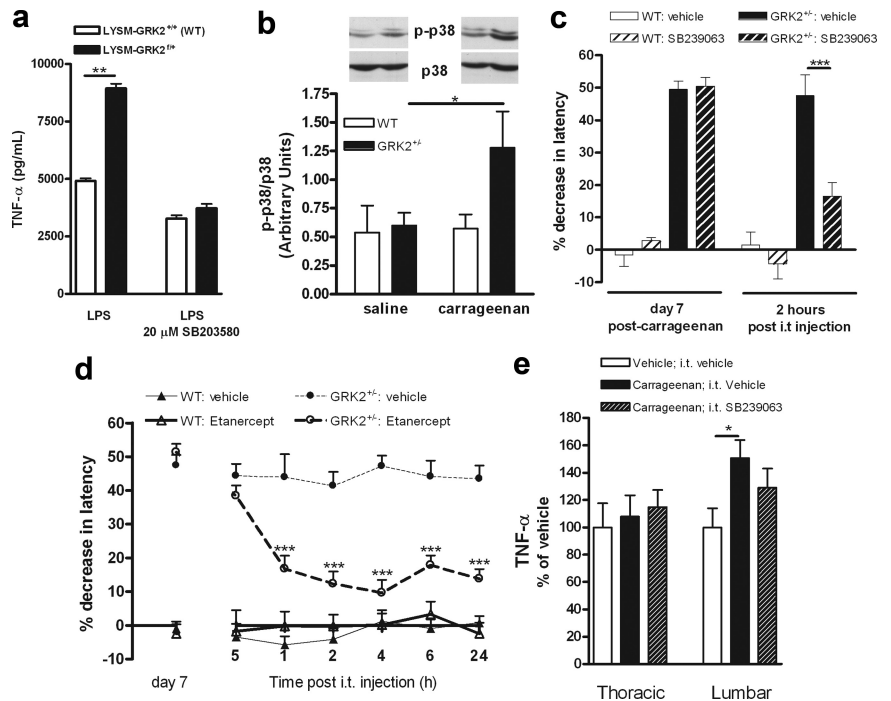 a
LYSM-GRK2+/+ (WT)
LYSM-GRK2f/+
TNF-α (pg/mL)
10000
7500
5000
2500
0
**
LPS
LPS
20 μM SB203580
b
p-p38
p38
p-p38/p38
(Arbitrary Units)
1.75
1.50
1.25
1.00
0.75
0.50
0.25
0.00
WT
GRK2+/-
*
saline
carrageenan
c
WT: vehicle
GRK2+/-: vehicle
WT: SB239063
GRK2+/-: SB239063
% decrease in latency
60
50
40
30
20
10
0
-10
***
day 7
post-carrageenan
2 hours
post i.t injection
d
WT: vehicle
GRK2+/-: vehicle
WT: Etanercept
GRK2+/-: Etanercept
% decrease in latency
60
50
40
30
20
10
0
-10
***
***
***
***
***
5
1
2
4
6
24
day 7
Time post i.t. injection (h)
e
Vehicle; i.t. vehicle
Carrageenan; i.t. Vehicle
Carrageenan; i.t. SB239063
TNF-α
% of vehicle
180
160
140
120
100
80
60
40
20
0
*
Thoracic
Lumbar